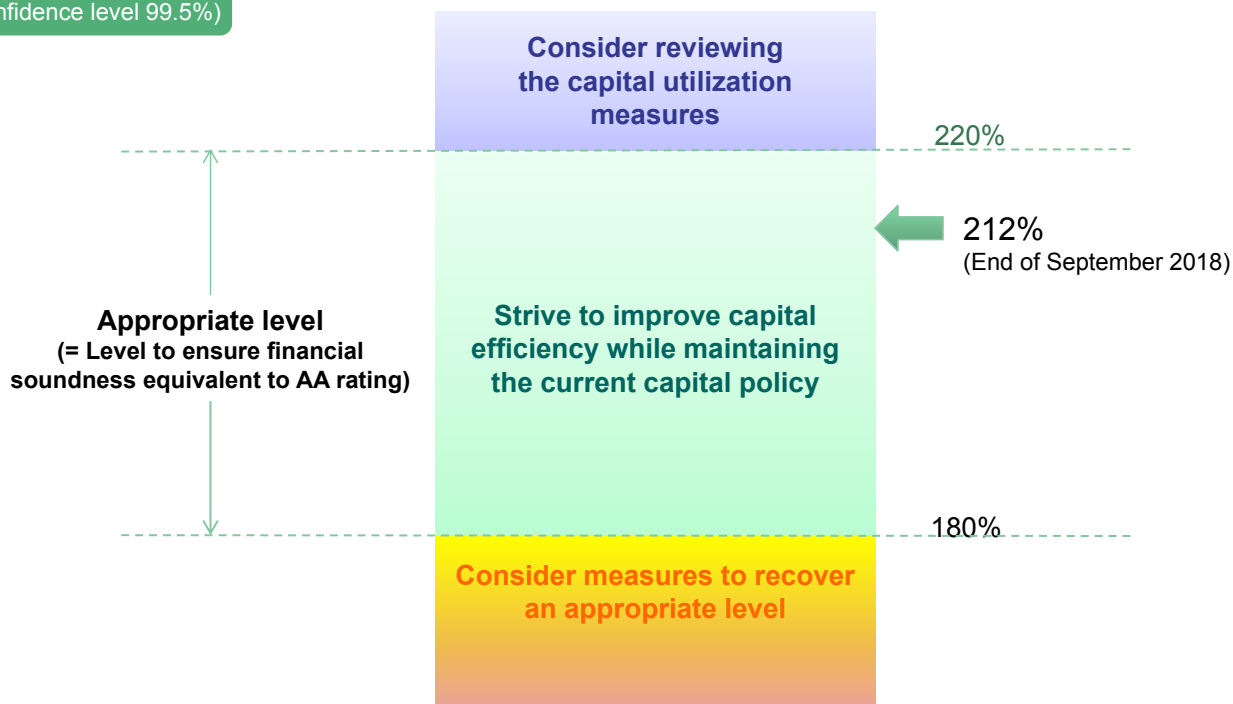 confidence level 99.5%)
Consider reviewing
the capital utilization
measures
220%
212%
(End of September 2018)
Appropriate level
(= Level to ensure financial
soundness equivalent to AA rating)
Strive to improve capital
efficiency while maintaining
the current capital policy
180%
Consider measures to recover
an appropriate level